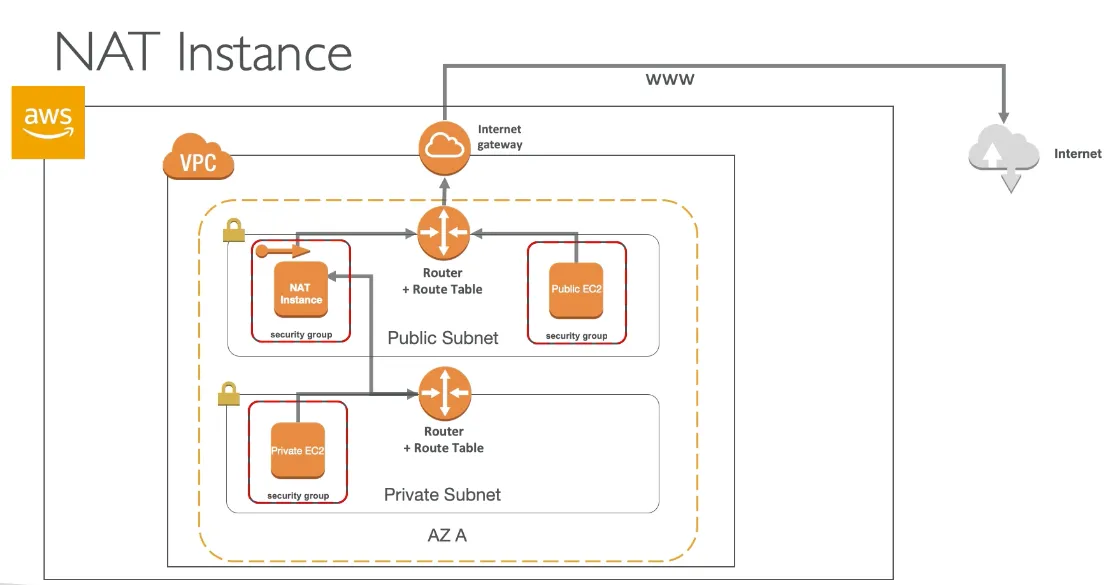 NAT Instance
aws
www
Internet
gateway
Internet
VPC
Router
+ Route Table
NAT
Instance
security group
Public EC2
security group
Public Subnet
Router
+ Route Table
Private EC2
security group
Private Subnet
AZ A